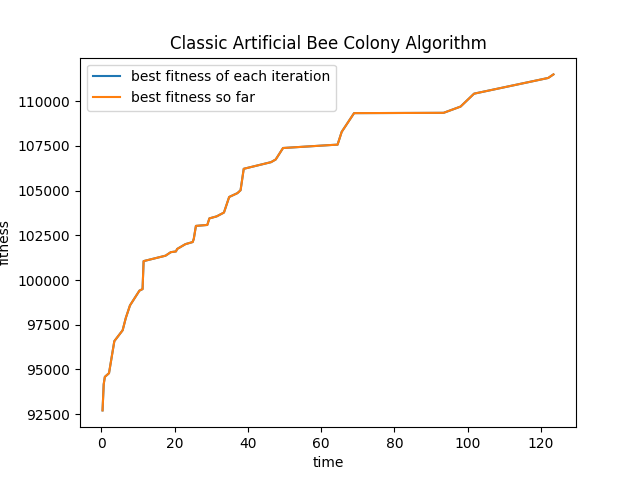 Classic Artificial Bee Colony Algorithm
best fitness of each iteration
best fitness so far
110000
107500
105000
102500
100000
97500
95000
92500
fitness
0 20 40 60 80 100 120
time